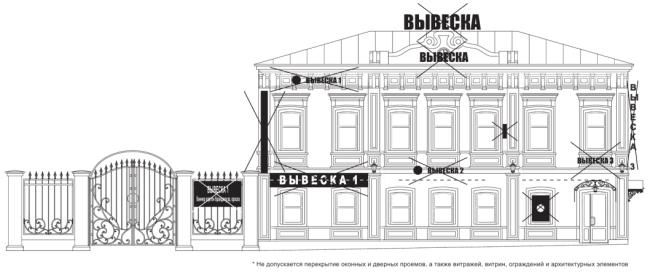 ВЫВЕСКА
ВЫВЕСКА
ВЫВЕСКА 1
ВЫВЕСКА 3
ВЫВЕСКА 3
ВЫВЕСКА 2
ВЫВЕСКА 1
ВЫВЕСКА 1
* Не допускается перекрытие оконных и дверных проемов, а также витражей, витрин, ограждений и архитектурных элементов